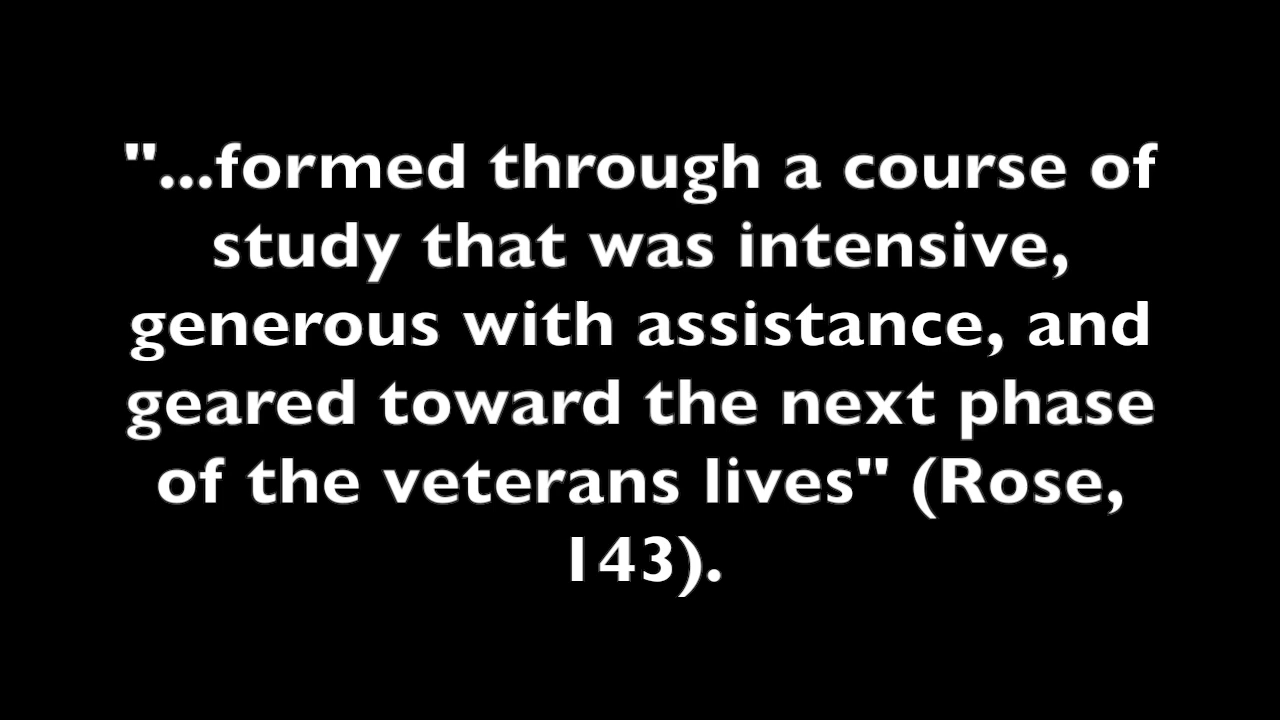 "...formed through a course of
study that was intensive,
generous with assistance, and
geared toward the next phase
of the veterans lives" (Rose,
143).